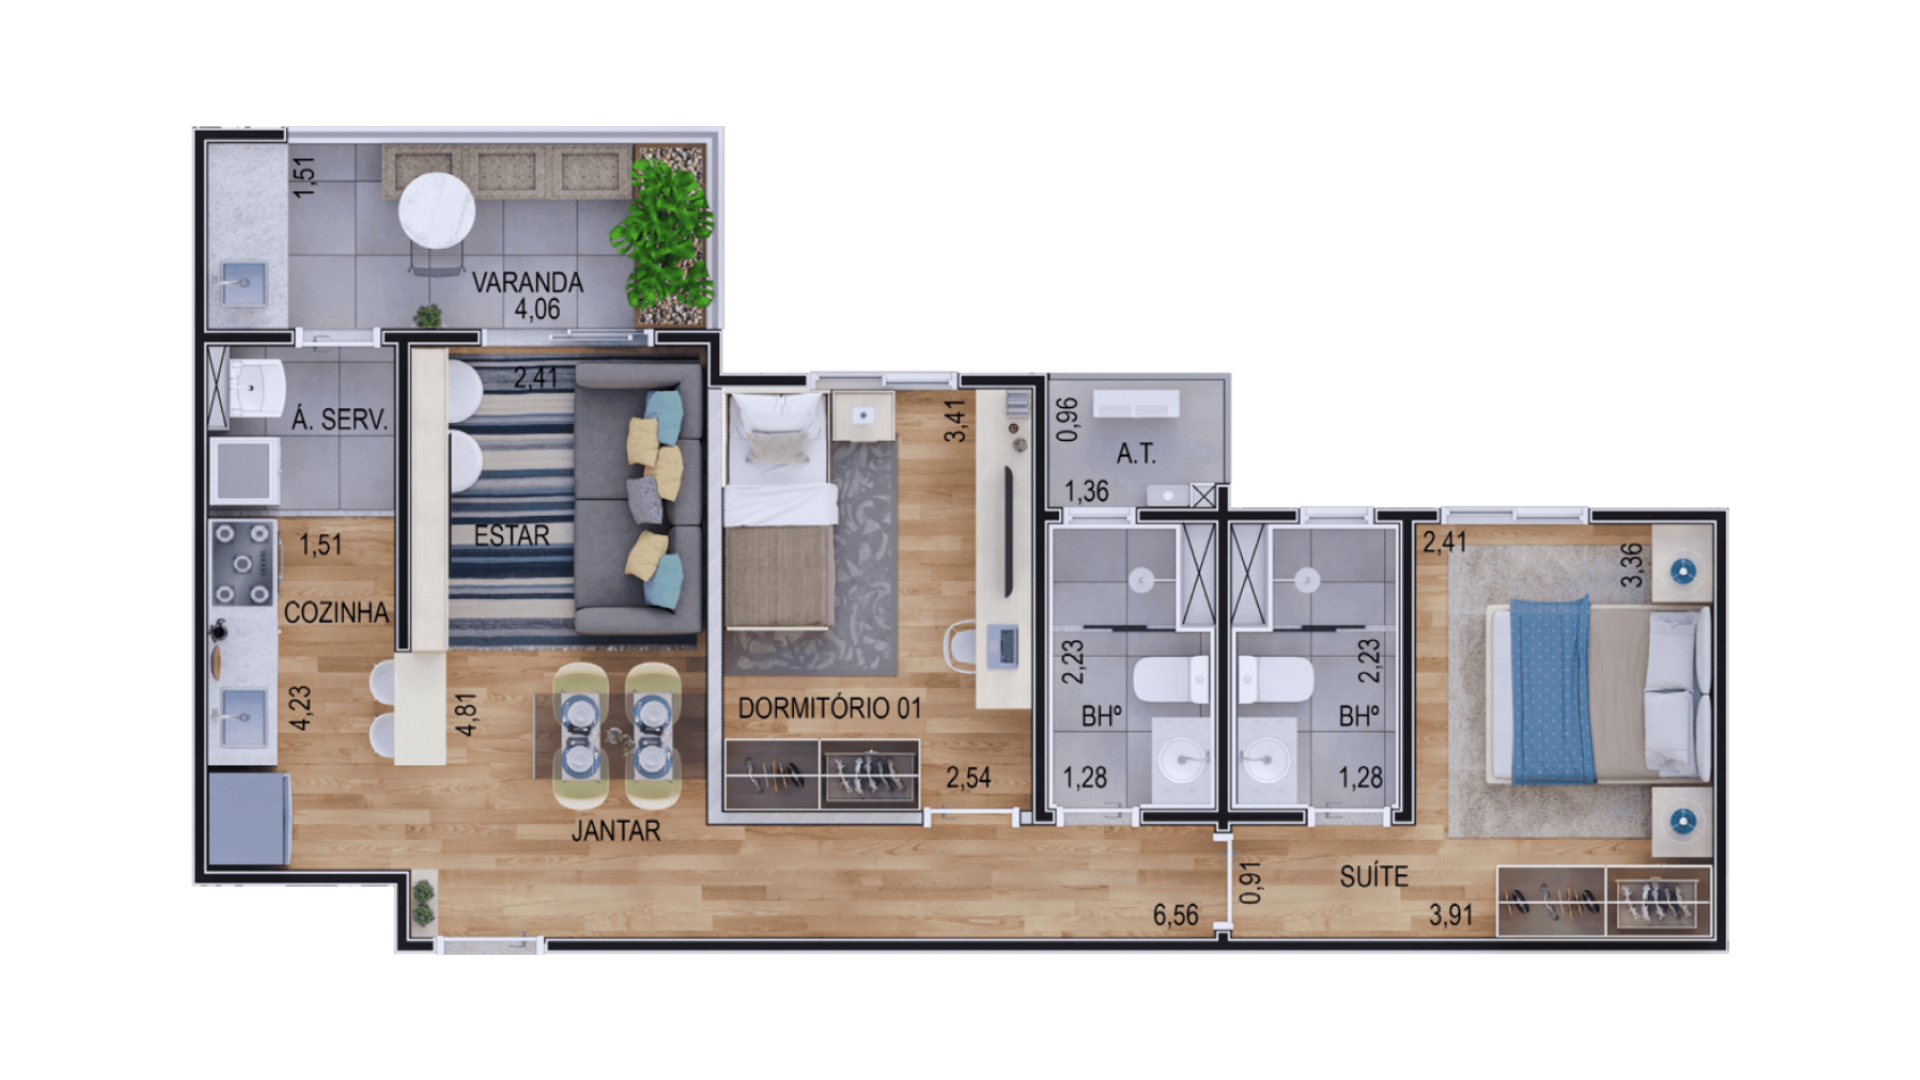 1,51
VARANDA
4,06
2,41
Á. SERV.
3,41
0,96
A.T.
1,36
ESTAR
1,51
2,41
3,36
COZINHA
2,23
2,23
4,23
4,81
DORMITÓRIO 01
BHº
BHº
2,54
1,28
1,28
JANTAR
0,91
SUÍTE
6,56
3,91